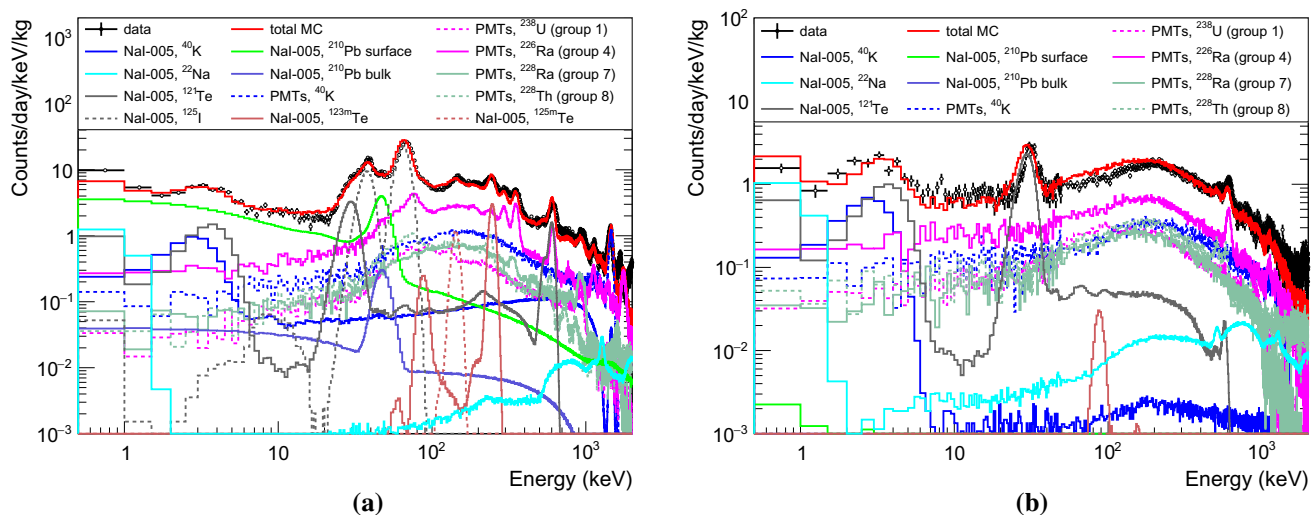 10³
10²
10
1
10⁻¹
10⁻²
10⁻³
Counts/day/keV/kg
data
total MC
PMTs, ²³⁸U (group 1)
NaI-005, ⁴⁰K
NaI-005, ²¹⁰Pb surface
PMTs, ²²⁶Ra (group 4)
NaI-005, ²²Na
NaI-005, ²¹⁰Pb bulk
PMTs, ²²⁸Ra (group 7)
NaI-005, ¹²¹Te
PMTs, ⁴⁰K
PMTs, ²²⁸Th (group 8)
NaI-005, ¹²⁵I
NaI-005, ¹²³ᵐTe
NaI-005, ¹²⁵ᵐTe
1
10
10²
10³
Energy (keV)
(a)
10²
10
1
10⁻¹
10⁻²
10⁻³
Counts/day/keV/kg
data
total MC
PMTs, ²³⁸U (group 1)
NaI-005, ⁴⁰K
NaI-005, ²¹⁰Pb surface
PMTs, ²²⁶Ra (group 4)
NaI-005, ²²Na
NaI-005, ²¹⁰Pb bulk
PMTs, ²²⁸Ra (group 7)
NaI-005, ¹²¹Te
PMTs, ⁴⁰K
PMTs, ²²⁸Th (group 8)
1
10
10²
10³
Energy (keV)
(b)